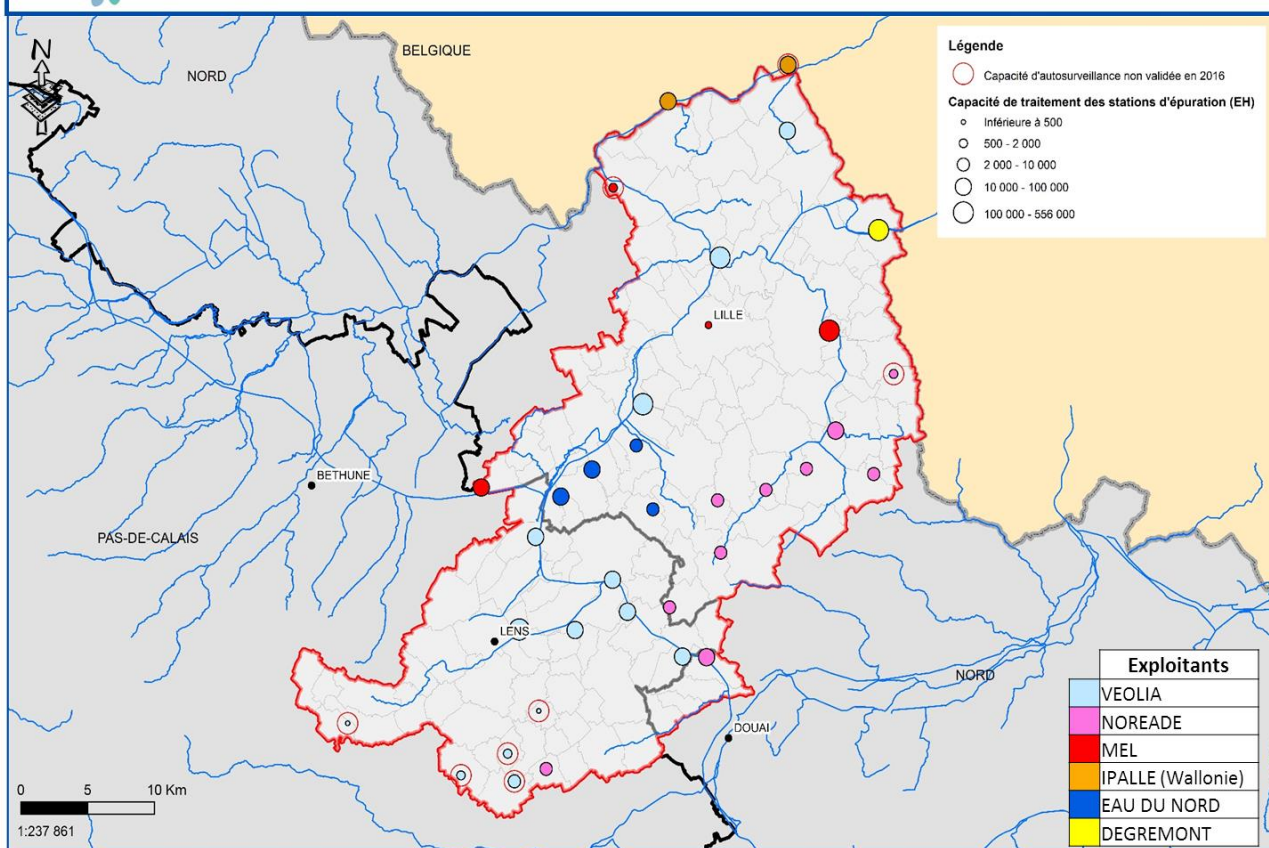 N
NORD
BELGIQUE
Légende
Capacité d'autosurveillance non validée en 2016
Capacité de traitement des stations d'épuration (EH)
Inférieure à 500
500 - 2 000
2 000 - 10 000
10 000 - 100 000
100 000 - 556 000
LILLE
BETHUNE
PAS-DE-CALAIS
LENS
NORD
DOUAI
0 5 10 Km
1:237 861
Exploitants
VEOLIA
NOREADE
MEL
IPALLE (Wallonie)
EAU DU NORD
DEGREMONT